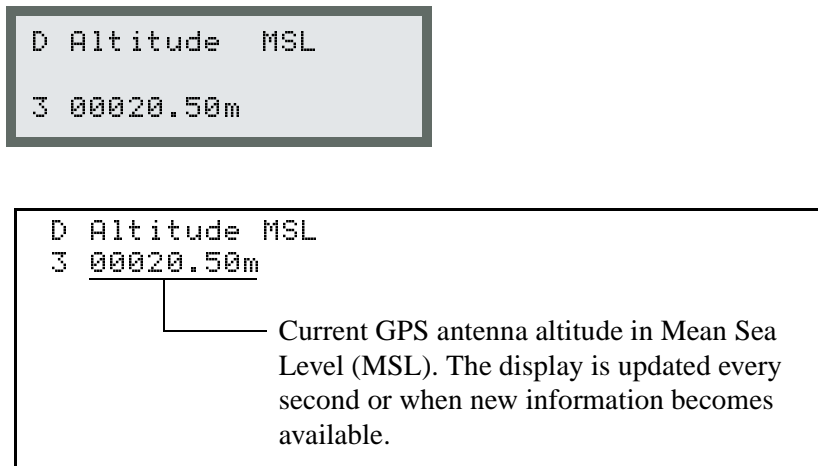 D Altitude  MSL
3 00020.50m
D Altitude MSL
3 00020.50m
Current GPS antenna altitude in Mean Sea
Level (MSL). The display is updated every
second or when new information becomes
available.